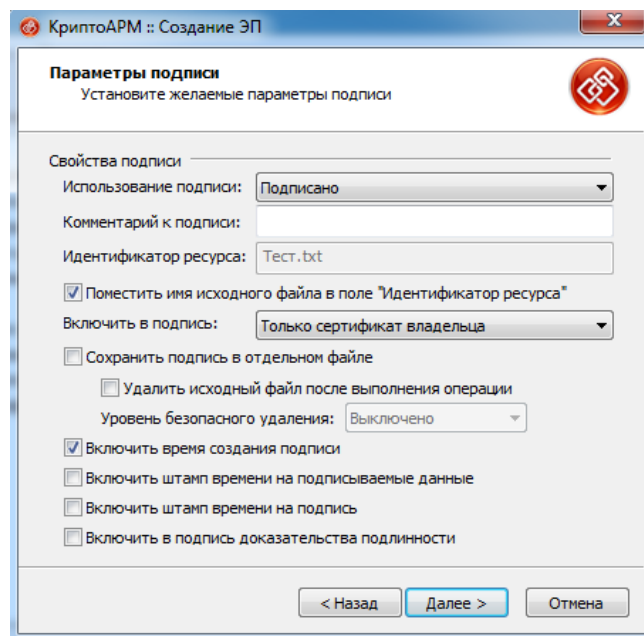 КриптоАРМ :: Создание ЭП
Параметры подписи
Установите желаемые параметры подписи
Свойства подписи
Использование подписи: Подписано
Комментарий к подписи:
Идентификатор ресурса: Тест.txt
Поместить имя исходного файла в поле "Идентификатор ресурса"
Включить в подпись: Только сертификат владельца
Сохранить подпись в отдельном файле
Удалить исходный файл после выполнения операции
Уровень безопасного удаления: Выключено
Включить время создания подписи
Включить штамп времени на подписываемые данные
Включить штамп времени на подпись
Включить в подпись доказательства подлинности
< Назад Далее > Отмена